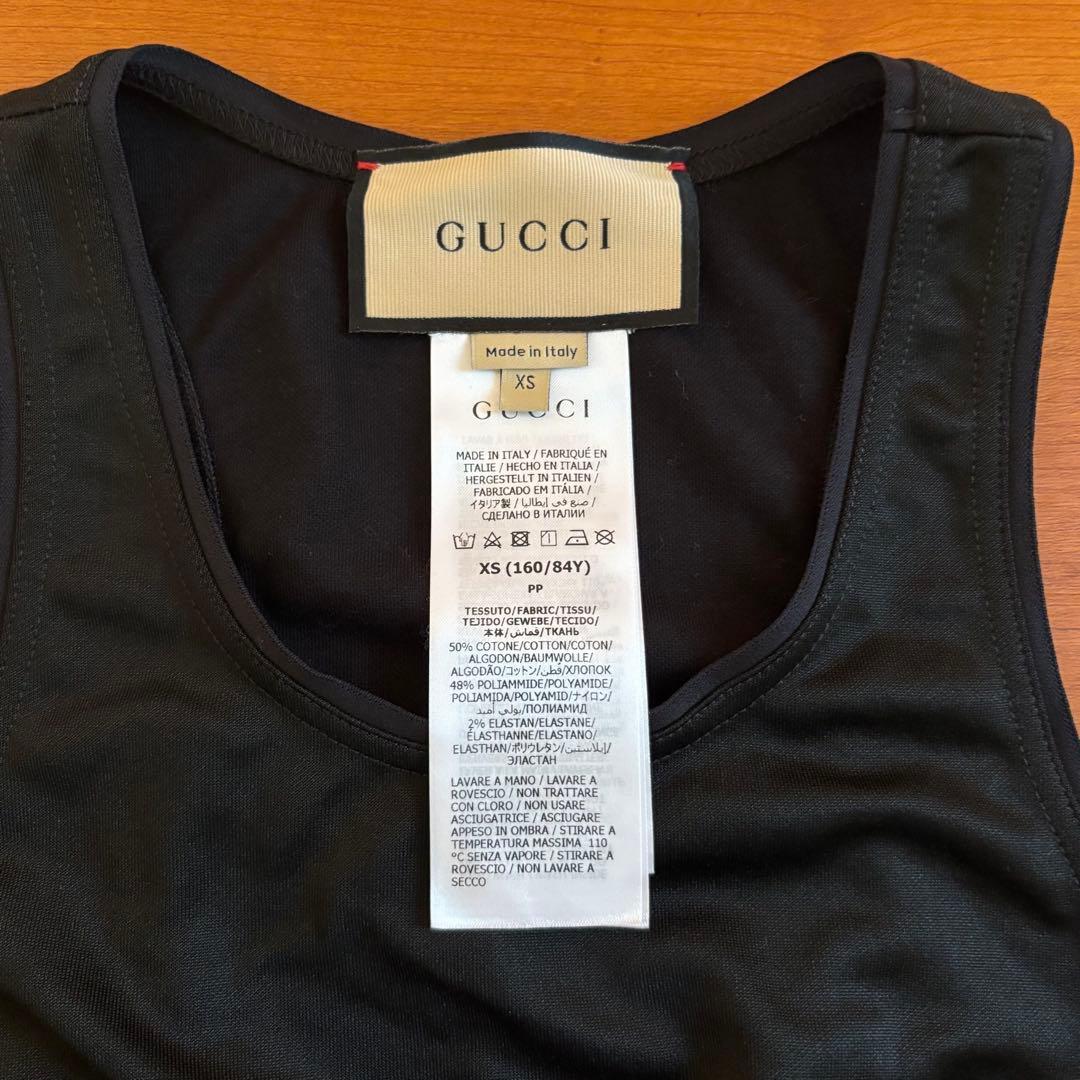 GUCCI
Made in Italy
XS
GUCCI
MADE IN ITALY / FABRIQUÉ EN
ITALIE / HECHO EN ITALIA /
HERGESTELLT IN ITALIEN /
FABRICADO EM ITÁLIA /
イタリア製 / صنع في إيطاليا /
СДЕЛАНО В ИТАЛИИ
XS (160/84Y)
PP
TESSUTO/FABRIC/TISSU/
TEJIDO/GEWEBE/TECIDO/
本体/قماش/ТКАНЬ
50% COTONE/COTTON/COTON/
ALGODON/BAUMWOLLE/
ALGODÃO/コットン/قطن/ХЛОПОК
48% POLIAMMIDE/POLYAMIDE/
POLIAMIDA/POLYAMID/ナイロン/
بولي أميد/ПОЛИАМИД
2% ELASTAN/ELASTANE/
ÉLASTHANNE/ELASTANO/
ELASTHAN/ポリウレタン/إيلاستين/
ЭЛАСТАН
LAVARE A MANO / LAVARE A
ROVESCIO / NON TRATTARE
CON CLORO / NON USARE
ASCIUGATRICE / ASCIUGARE
APPESO IN OMBRA / STIRARE A
TEMPERATURA MASSIMA 110
°C SENZA VAPORE / STIRARE A
ROVESCIO / NON LAVARE A
SECCO